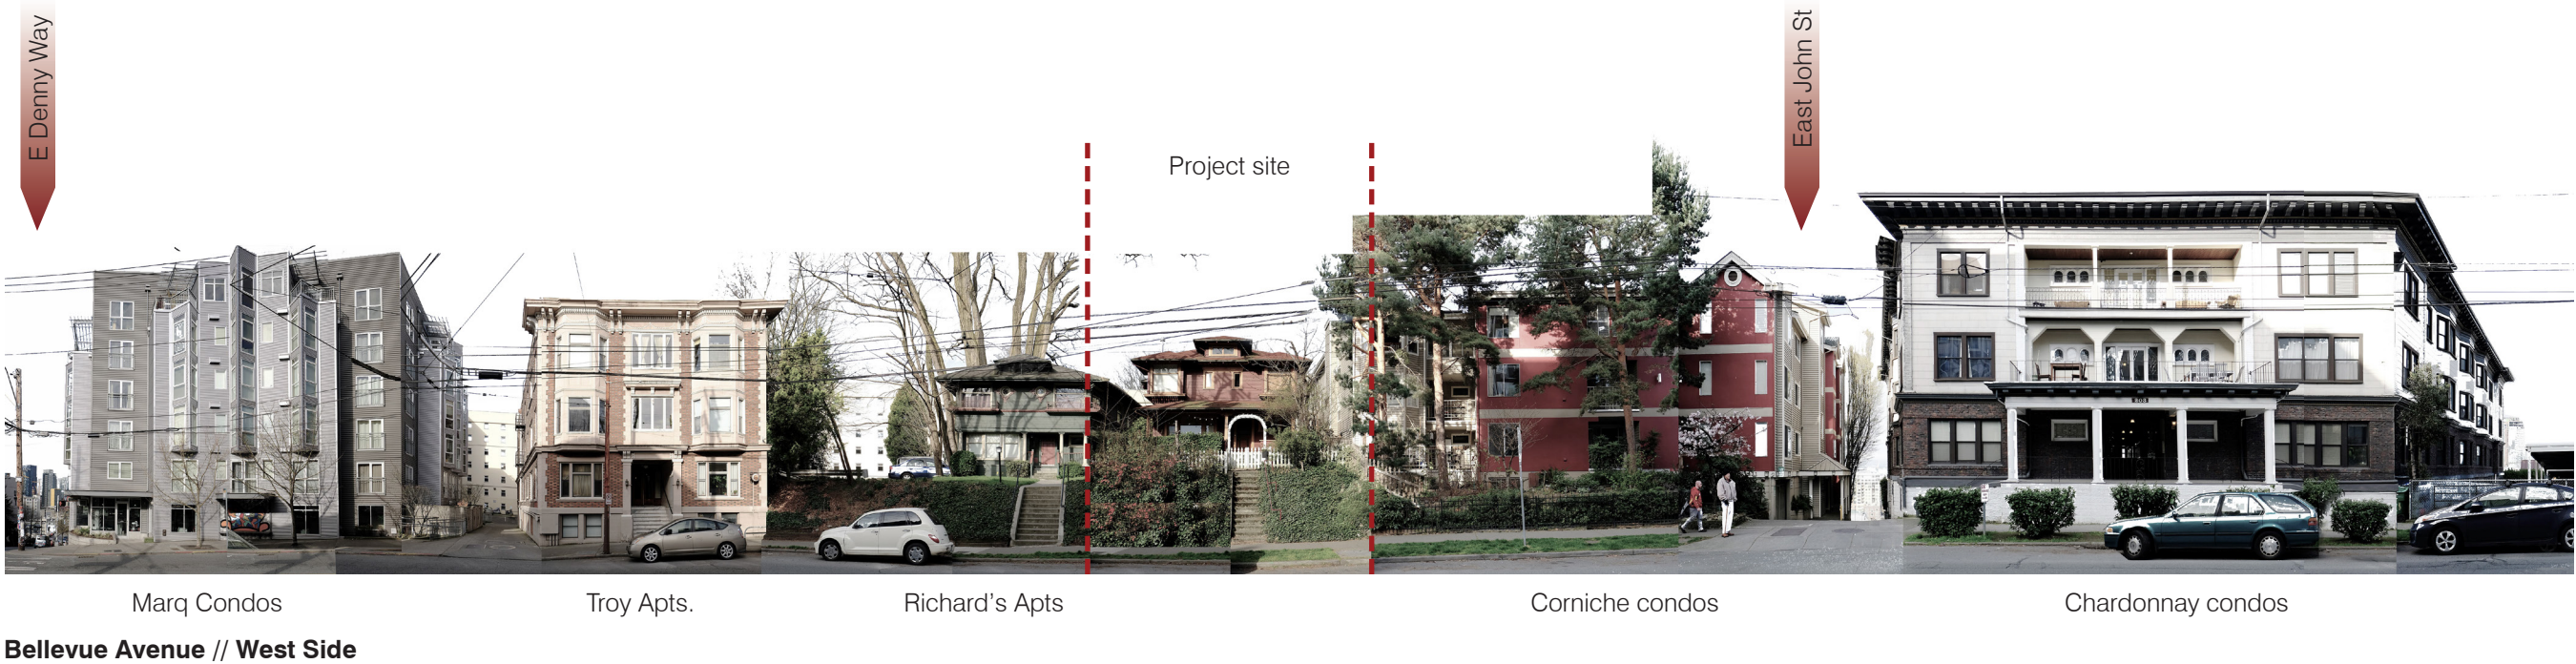 E Denny Way
East John St
Project site
Marq Condos
Troy Apts.
Richard's Apts
Corniche condos
Chardonnay condos
Bellevue Avenue // West Side